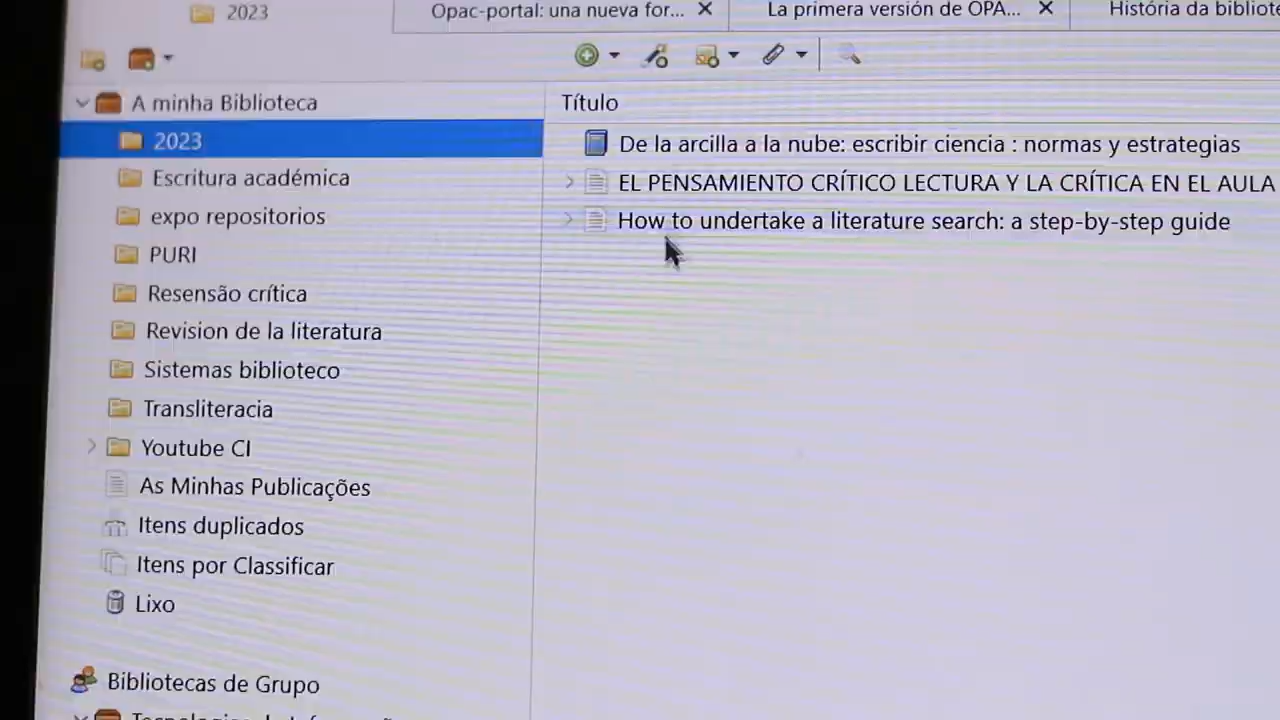 2023
Opac-portal: una nueva for...
La primera versión de OPA...
História da bibliote
A minha Biblioteca
Título
2023
De la arcilla a la nube: escribir ciencia : normas y estrategias
Escritura académica
EL PENSAMIENTO CRÍTICO LECTURA Y LA CRÍTICA EN EL AULA
expo repositorios
How to undertake a literature search: a step-by-step guide
PURI
Resensão crítica
Revision de la literatura
Sistemas biblioteco
Transliteracia
Youtube CI
As Minhas Publicações
Itens duplicados
Itens por Classificar
Lixo
Bibliotecas de Grupo